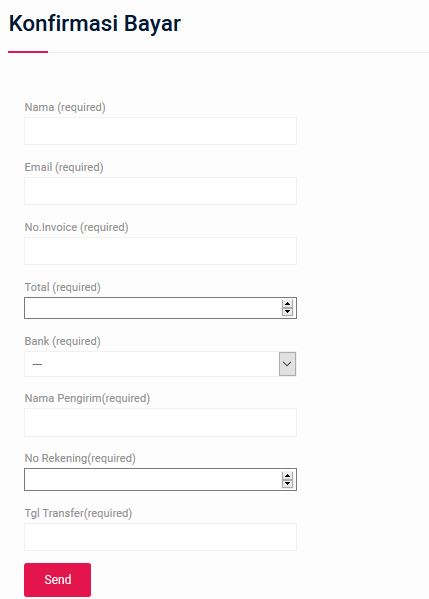 Konfirmasi Bayar
Nama (required)
Email (required)
No.Invoice (required)
Total (required)
Bank (required)
---
Nama Pengirim(required)
No Rekening(required)
Tgl Transfer(required)
Send